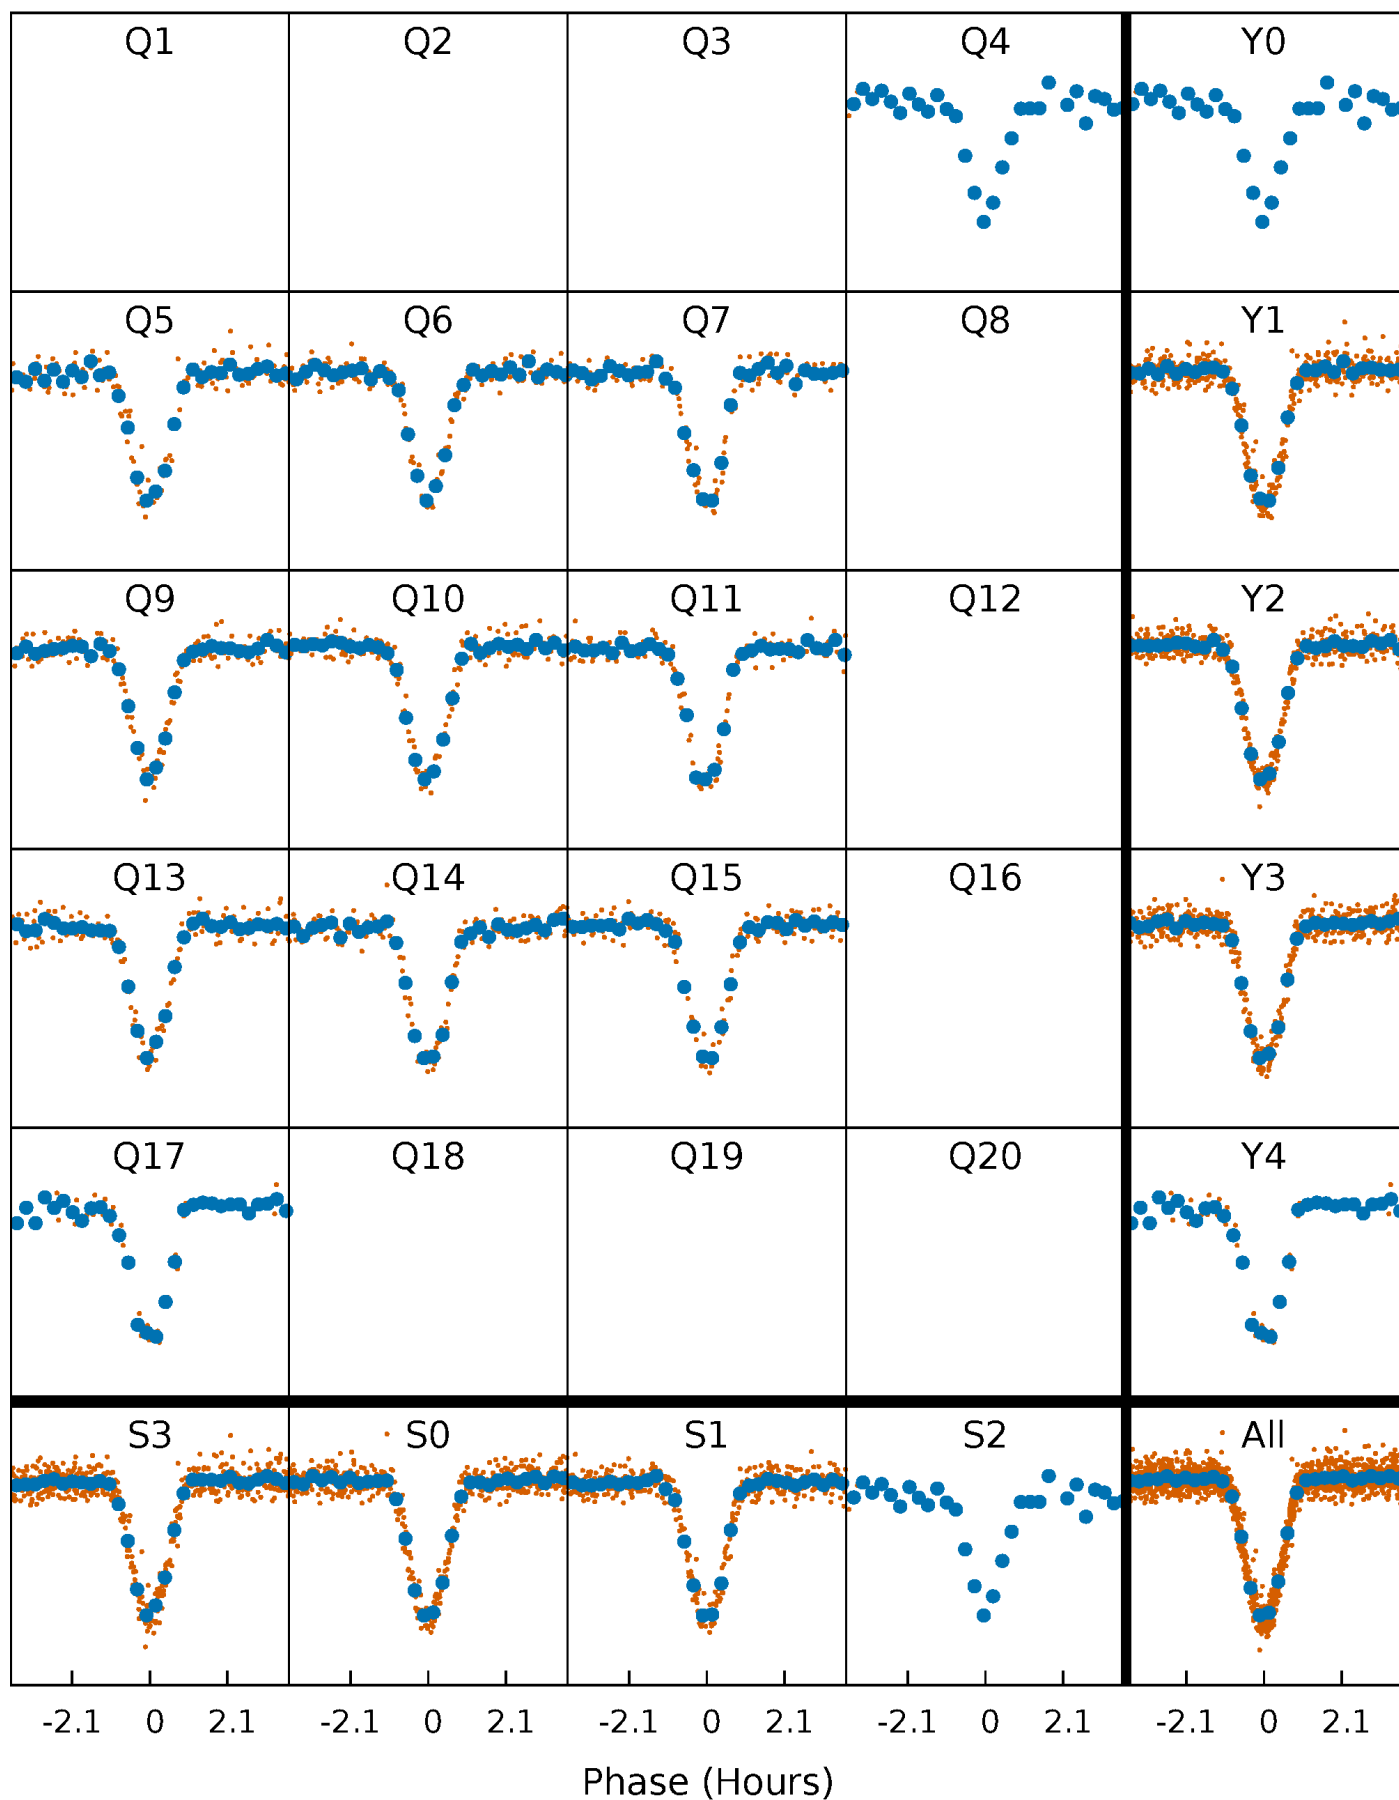 Q1 Q2 Q3 Q4 Y0
Q5 Q6 Q7 Q8 Y1
Q9 Q10 Q11 Q12 Y2
Q13 Q14 Q15 Q16 Y3
Q17 Q18 Q19 Q20 Y4
S3 S0 S1 S2 All
-2.1 0 2.1 -2.1 0 2.1 -2.1 0 2.1 -2.1 0 2.1 -2.1 0 2.1
Phase (Hours)